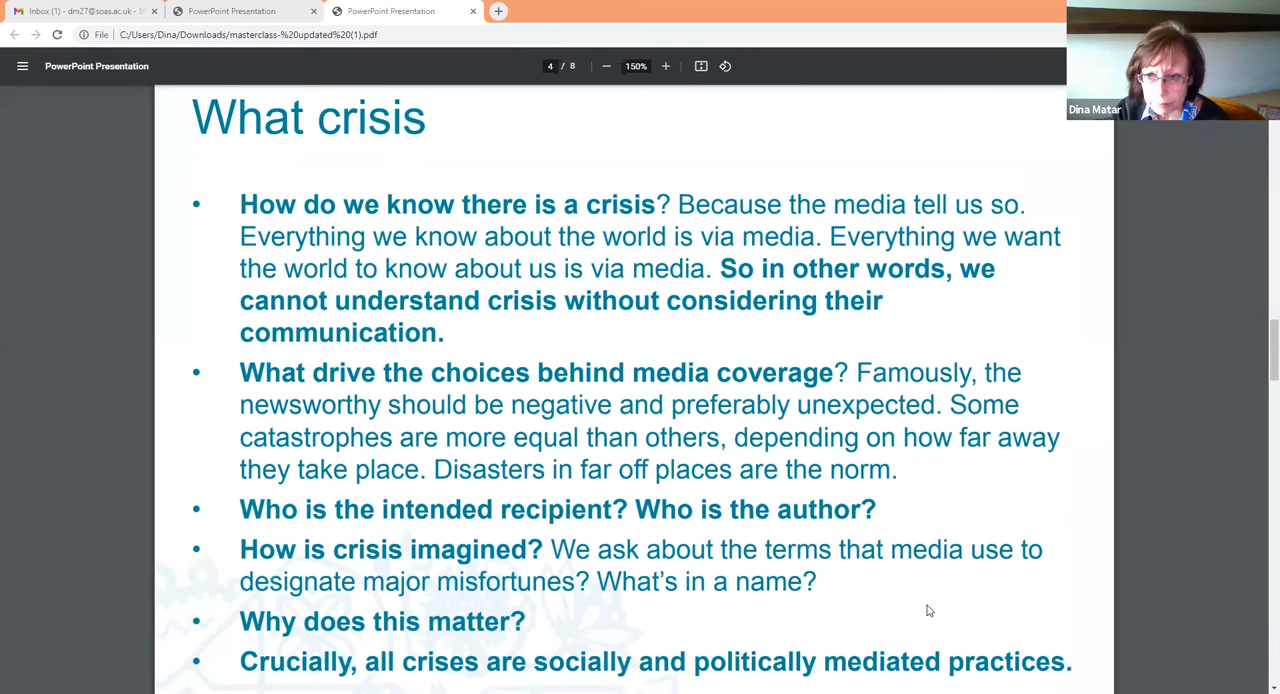 Inbox (1) - dm27@soas.ac.uk - S
PowerPoint Presentation
PowerPoint Presentation
File
C:/Users/Dina/Downloads/masterclass-%20updated%20(1).pdf
PowerPoint Presentation
4 / 8
150%
Dina Matar
What crisis
• How do we know there is a crisis? Because the media tell us so.
Everything we know about the world is via media. Everything we want
the world to know about us is via media. So in other words, we
cannot understand crisis without considering their
communication.
• What drive the choices behind media coverage? Famously, the
newsworthy should be negative and preferably unexpected. Some
catastrophes are more equal than others, depending on how far away
they take place. Disasters in far off places are the norm.
• Who is the intended recipient? Who is the author?
• How is crisis imagined? We ask about the terms that media use to
designate major misfortunes? What’s in a name?
• Why does this matter?
• Crucially, all crises are socially and politically mediated practices.